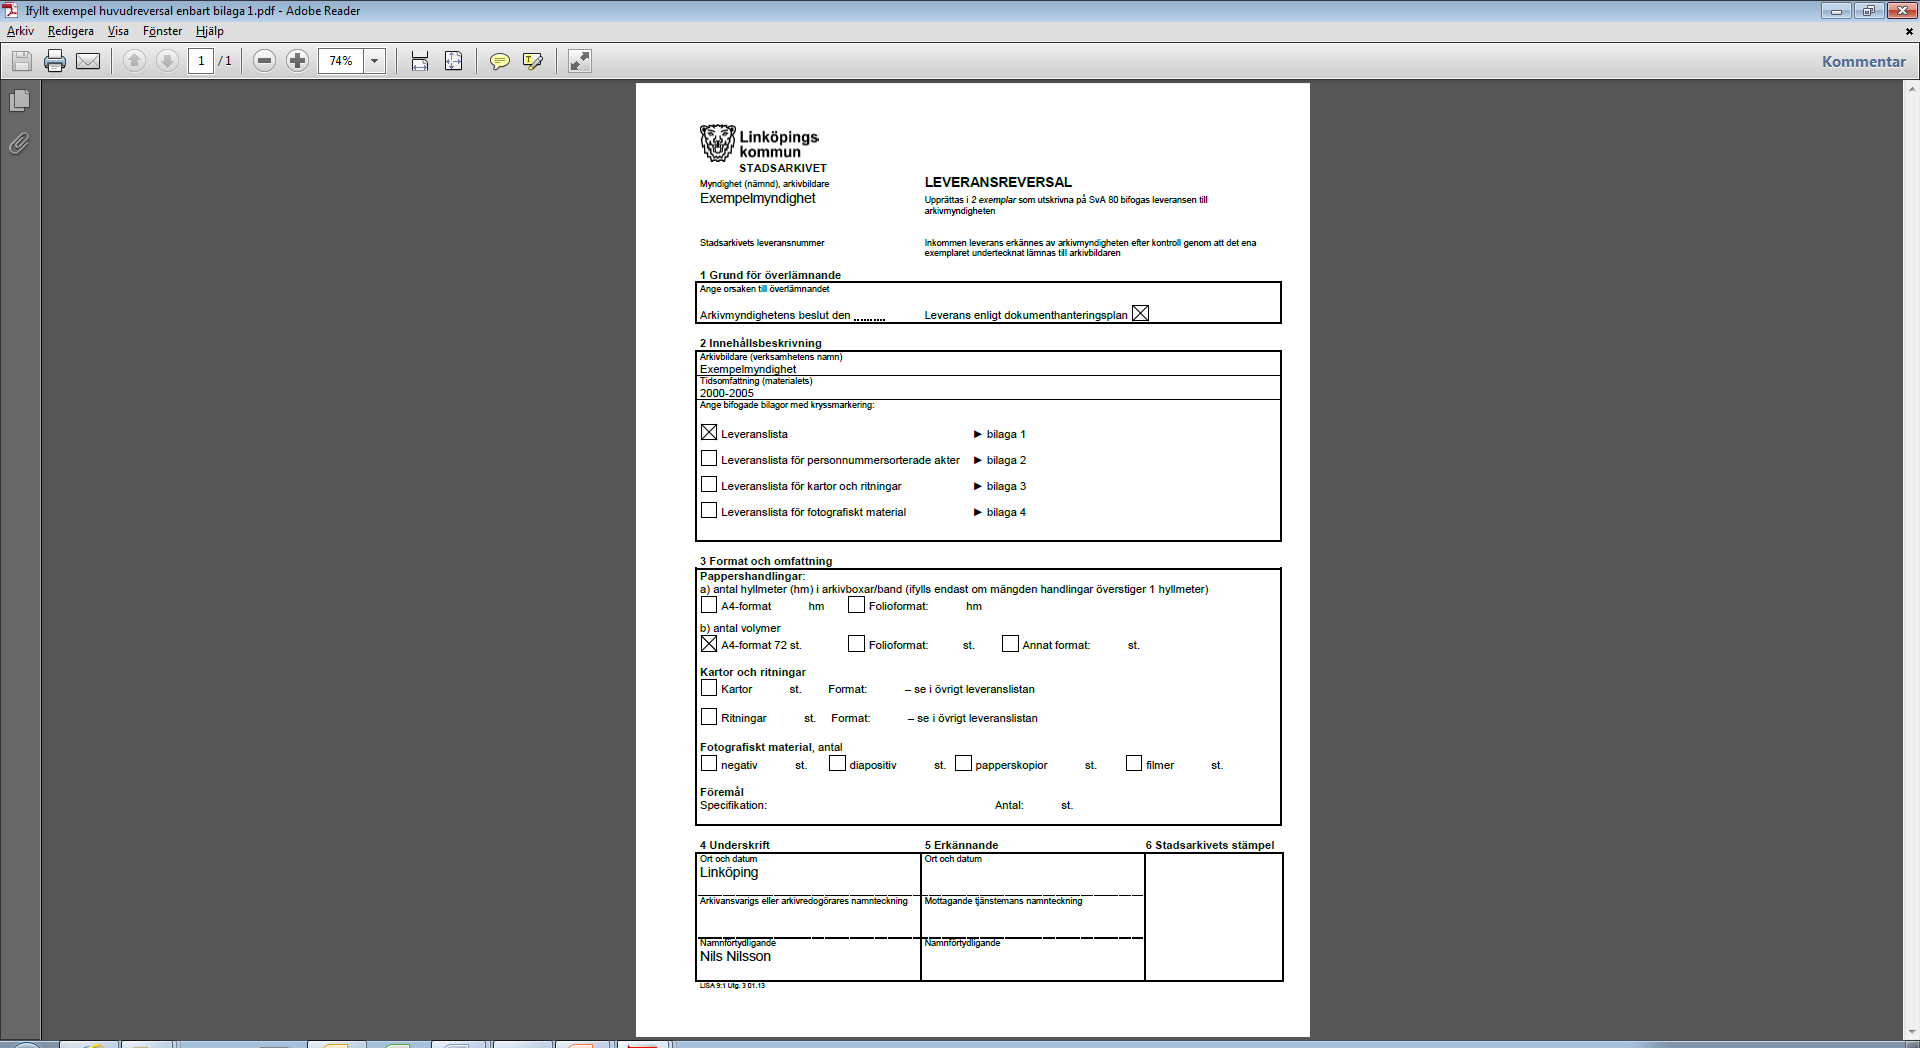 Ifyllt exempel huvudreversal enbart bilaga 1.pdf - Adobe Reader
Arkiv Redigera Visa Fönster Hjälp
1 / 1 74% Kommentar
Linköpings
kommun
STADSARKIVET
Myndighet (nämnd), arkivbildare
Exempelmyndighet
LEVERANSREVERSAL
Upprättas i 2 exemplar som utskrivna på SvA 80 bifogas leveransen till
arkivmyndigheten
Stadsarkivets leveransnummer
Inkommen leverans erkännes av arkivmyndigheten efter kontroll genom att det ena
exemplaret undertecknat lämnas till arkivbildaren
1 Grund för överlämnande
Ange orsaken till överlämnandet
Arkivmyndighetens beslut den ........ Leverans enligt dokumenthanteringsplan ☒
2 Innehållsbeskrivning
Arkivbildare (verksamhetens namn)
Exempelmyndighet
Tidsomfattning (materialets)
2000-2005
Ange bifogade bilagor med kryssmarkering:
☒ Leveranslista ► bilaga 1
☐ Leveranslista för personnummersorterade akter ► bilaga 2
☐ Leveranslista för kartor och ritningar ► bilaga 3
☐ Leveranslista för fotografiskt material ► bilaga 4
3 Format och omfattning
Pappershandlingar:
a) antal hyllmeter (hm) i arkivboxar/band (ifylls endast om mängden handlingar överstiger 1 hyllmeter)
☐ A4-format hm ☐ Folioformat: hm
b) antal volymer
☒ A4-format 72 st. ☐ Folioformat: st. ☐ Annat format: st.
Kartor och ritningar
☐ Kartor st. Format: – se i övrigt leveranslistan
☐ Ritningar st. Format: – se i övrigt leveranslistan
Fotografiskt material, antal
☐ negativ st. ☐ diapositiv st. ☐ papperskopior st. ☐ filmer st.
Föremål
Specifikation: Antal: st.
4 Underskrift
Ort och datum
Linköping
Arkivansvarigs eller arkivredogörares namnteckning
Namnförtydligande
Nils Nilsson
5 Erkännande
Ort och datum
Mottagande tjänstemans namnteckning
Namnförtydligande
6 Stadsarkivets stämpel
LISA 9:1 Utg. 3 01.13